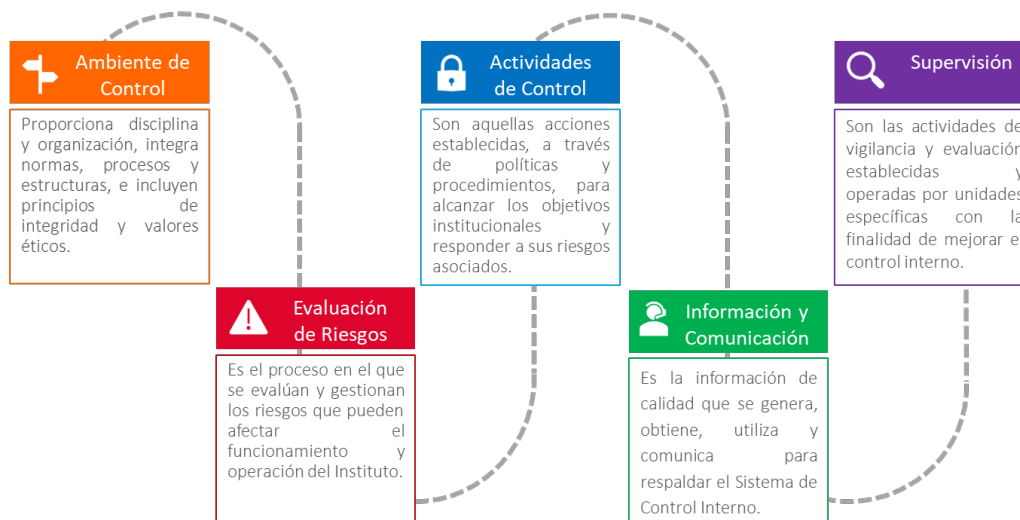 Ambiente de
Control
Proporciona disciplina
y organización, integra
normas, procesos y
estructuras, e incluyen
principios de
integridad y valores
éticos.
Evaluación
de Riesgos
Es el proceso en el que
se evalúan y gestionan
los riesgos que pueden
afectar el
funcionamiento y
operación del Instituto.
Actividades
de Control
Son aquellas acciones
establecidas, a través
de políticas y
procedimientos, para
alcanzar los objetivos
institucionales y
responder a sus riesgos
asociados.
Información y
Comunicación
Es la información de
calidad que se genera,
obtiene, utiliza y
comunica para
respaldar el Sistema de
Control Interno.
Supervisión
Son las actividades de
vigilancia y evaluación
establecidas y
operadas por unidades
específicas con la
finalidad de mejorar e
control interno.